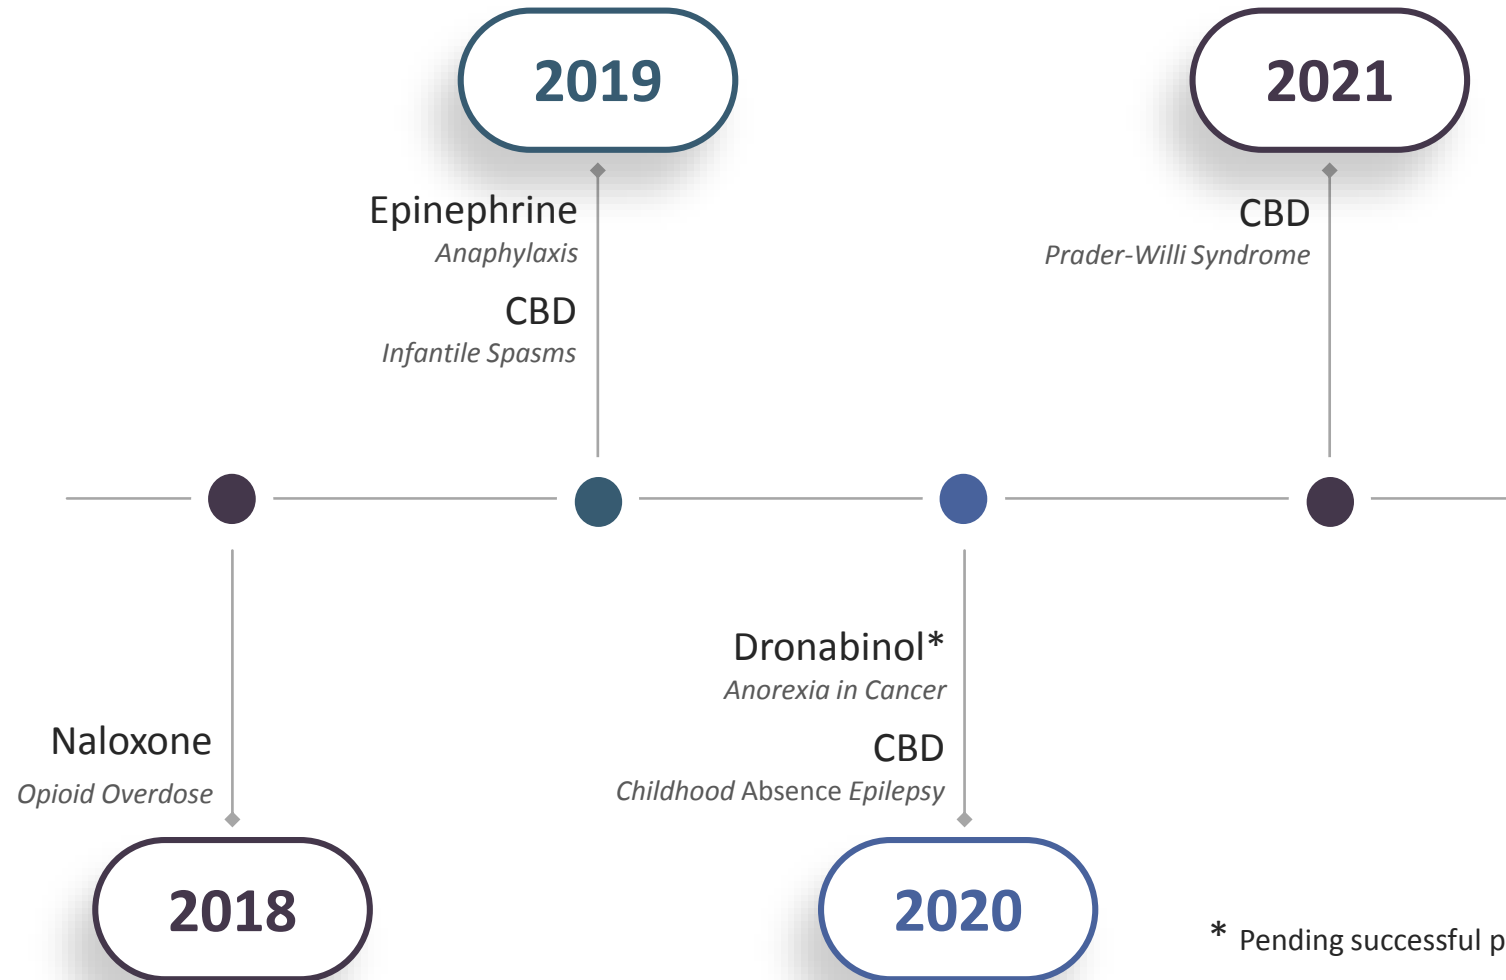 2019
2021
Epinephrine
Anaphylaxis
CBD
Infantile Spasms
CBD
Prader-Willi Syndrome
Naloxone
Opioid Overdose
Dronabinol*
Anorexia in Cancer
CBD
Childhood Absence Epilepsy
2018
2020
* Pending successful p